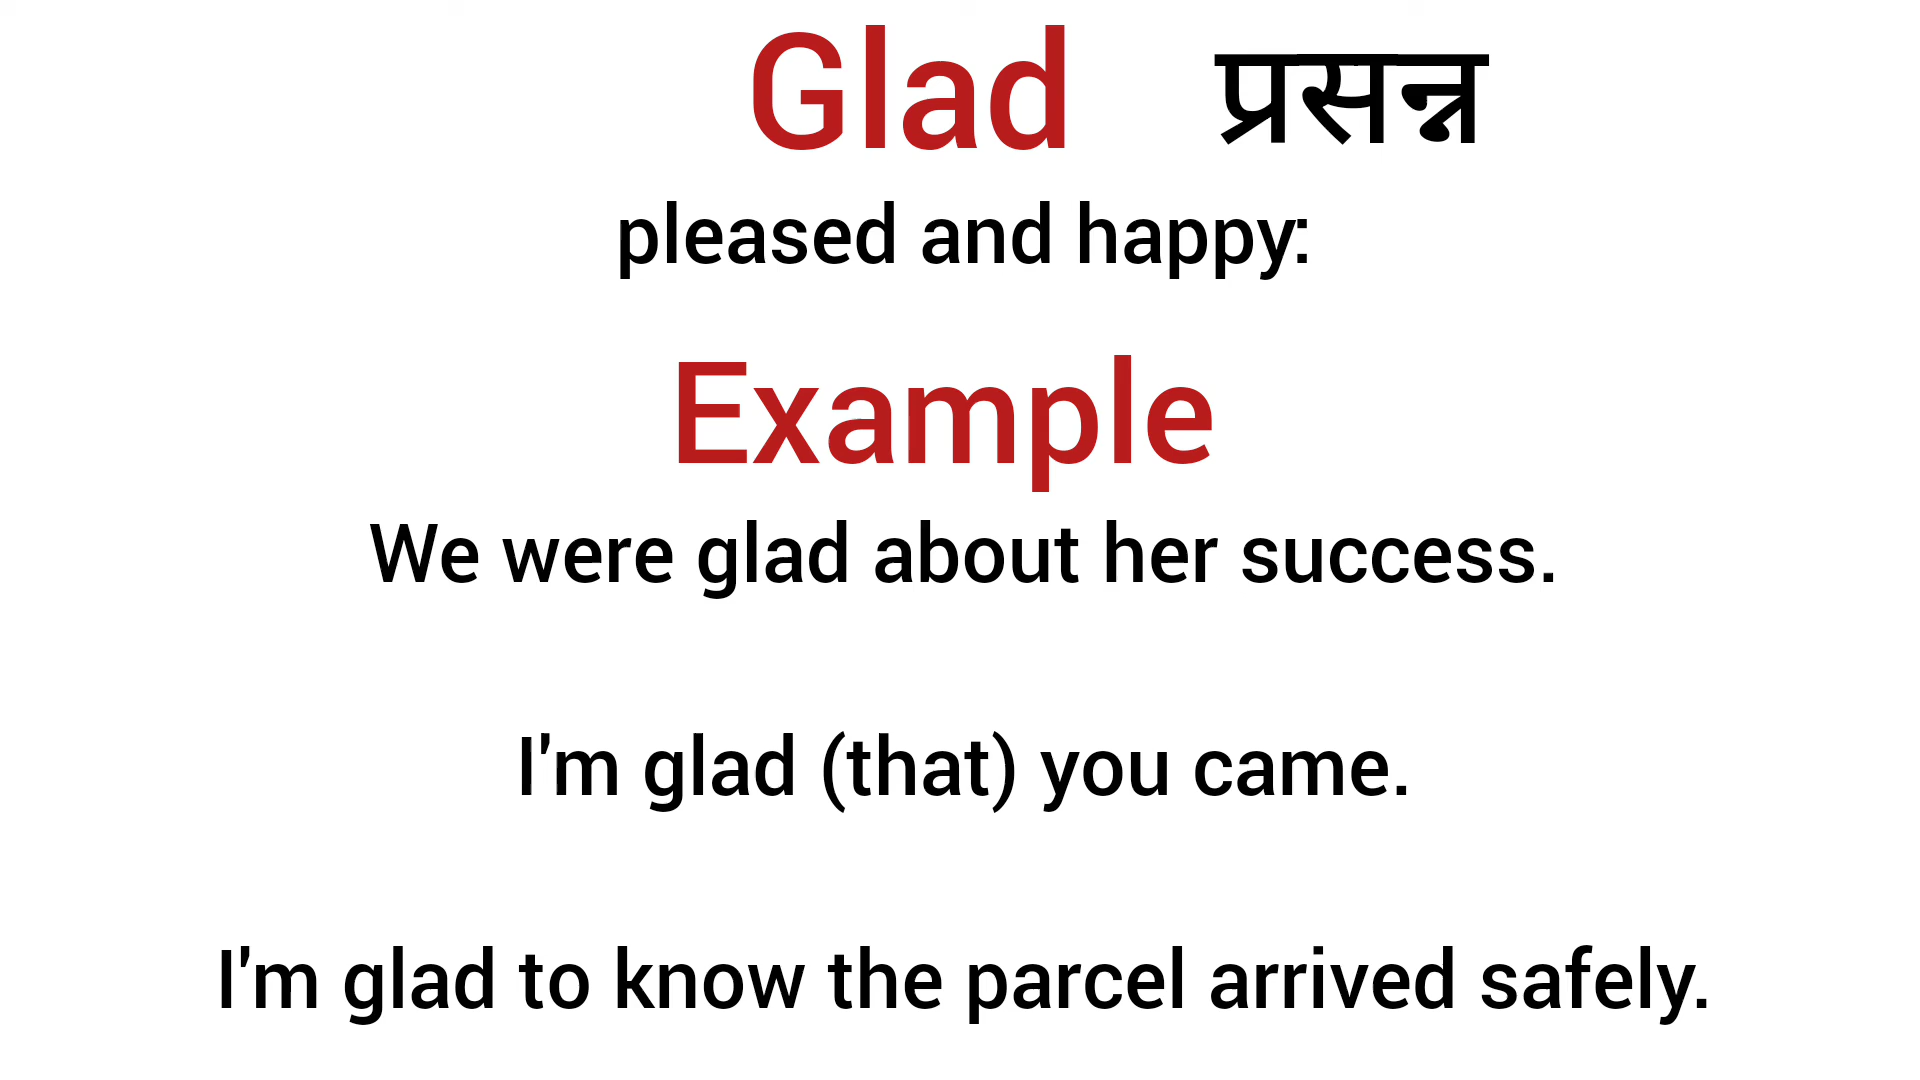 Glad प्रसन्न
pleased and happy:
Example
We were glad about her success.
I'm glad (that) you came.
I'm glad to know the parcel arrived safely.